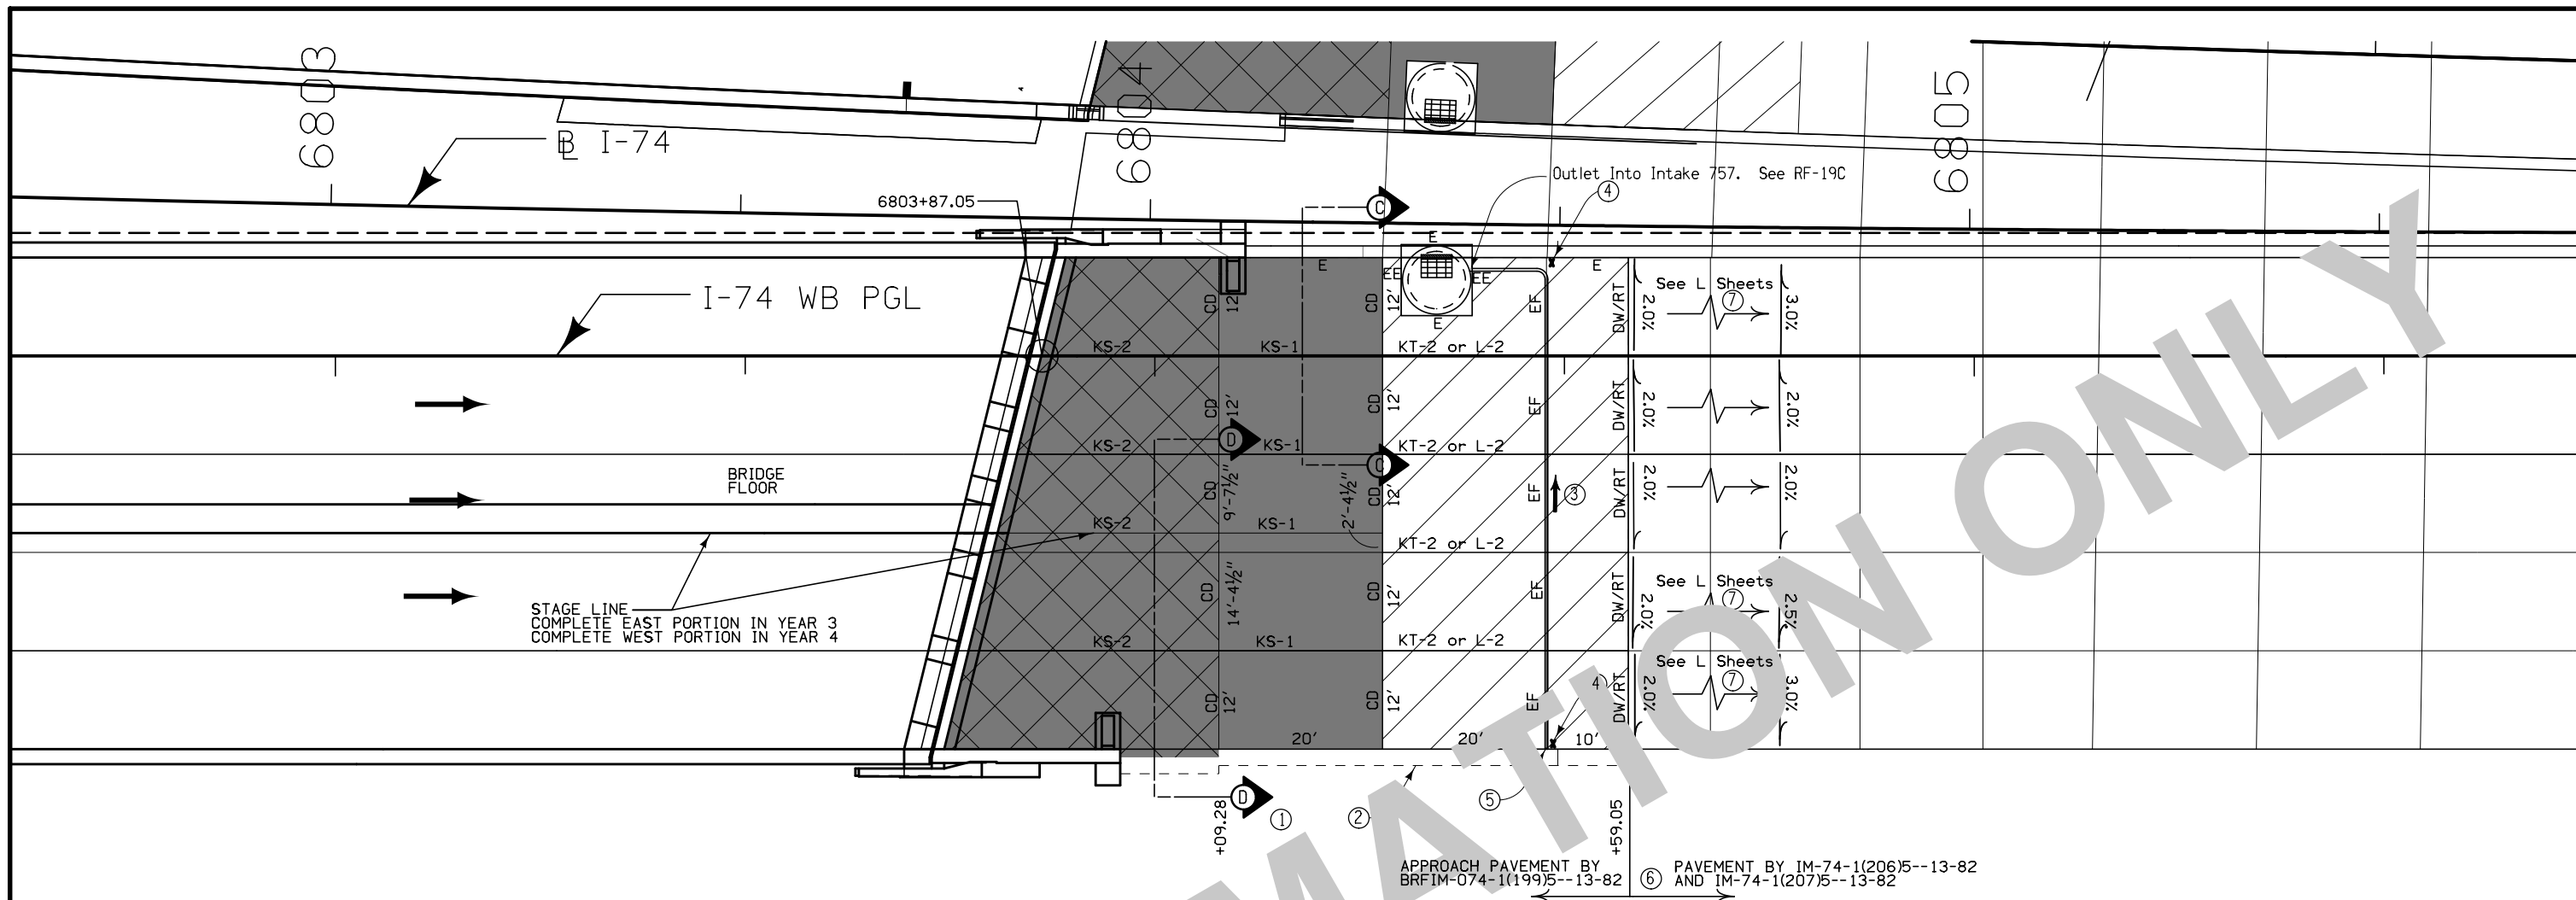 6803
6804
6805
B I-74
6803+87.05
Outlet Into Intake 757. See RF-19C
4
C
E
E
E
EE
EE
E
I-74 WB PGL
CD
12'
CD
12'
EF
DW/RT
2.0%
See L Sheets
7
3.0%
KS-2
KS-1
KT-2 or L-2
CD
12'
CD
12'
EF
DW/RT
2.0%
2.0%
D
KS-2
KS-1
KT-2 or L-2
C
BRIDGE
FLOOR
CD
9'-7½"
2'-4½"
CD
12'
EF
3
DW/RT
2.0%
2.0%
KS-2
KS-1
KT-2 or L-2
STAGE LINE
COMPLETE EAST PORTION IN YEAR 3
COMPLETE WEST PORTION IN YEAR 4
CD
14'-4½"
CD
12'
EF
DW/RT
2.0%
See L Sheets
7
2.5%
KS-2
KS-1
KT-2 or L-2
CD
12'
CD
12'
EF
4
DW/RT
2.0%
See L Sheets
7
3.0%
20'
20'
10'
D
1
2
5
+09.28
+59.05
APPROACH PAVEMENT BY
BRFIM-074-1(199)5--13-82
6
PAVEMENT BY IM-74-1(206)5--13-82
AND IM-74-1(207)5--13-82
MATION ONLY